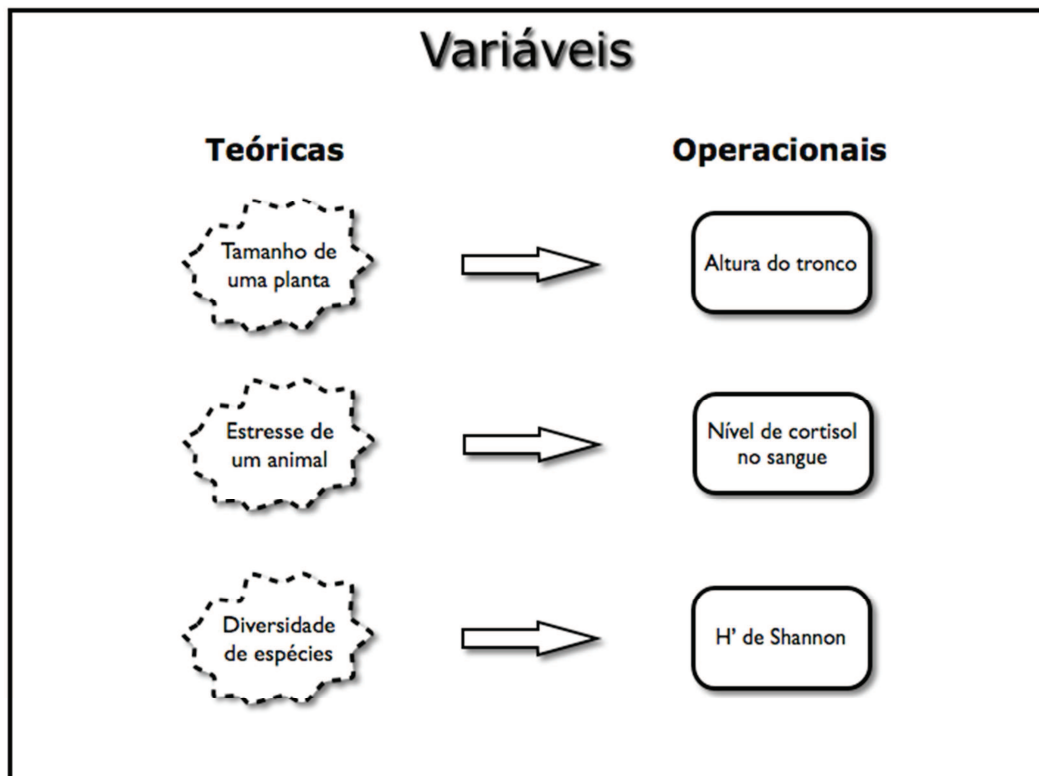 Variáveis
Teóricas
Operacionais
Tamanho de
uma planta
Altura do tronco
Estresse de
um animal
Nível de cortisol
no sangue
Diversidade
de espécies
H' de Shannon